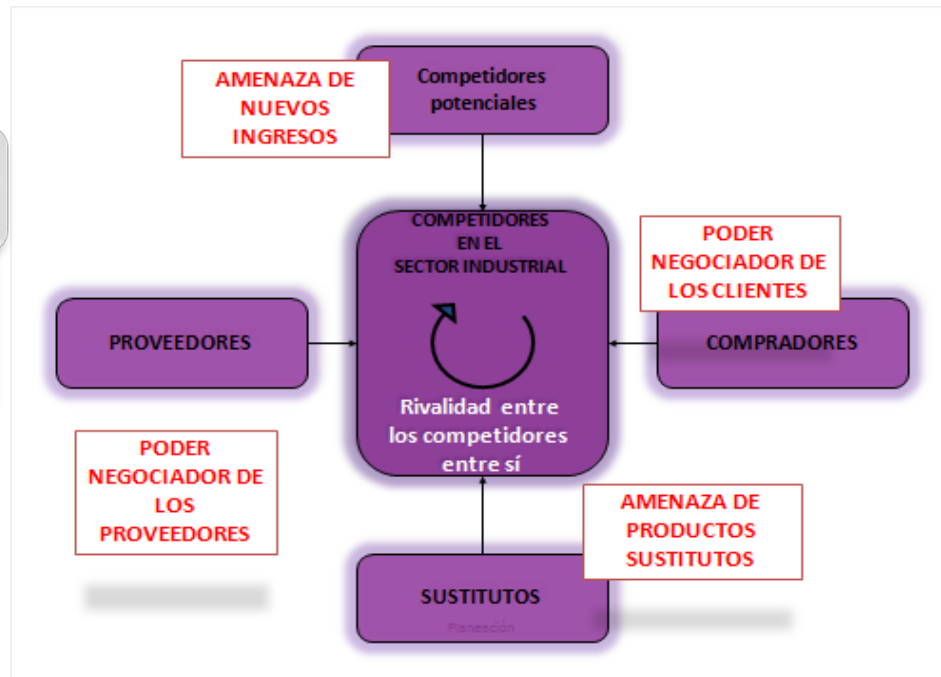 Competidores
potenciales
AMENAZA DE
NUEVOS
INGRESOS
COMPETIDORES
EN EL
SECTOR INDUSTRIAL
PODER
NEGOCIADOR DE
LOS CLIENTES
PROVEEDORES
COMPRADORES
Rivalidad entre
los competidores
entre sí
PODER
NEGOCIADOR DE
LOS
PROVEEDORES
AMENAZA DE
PRODUCTOS
SUSTITUTOS
SUSTITUTOS
Planeación